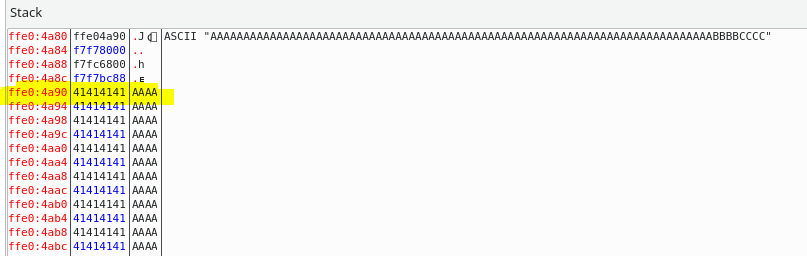 Stack
ffe0:4a80 ffe04a90 .J ASCII "AAAAAAAAAAAAAAAAAAAAAAAAAAAAAAAAAAAAAAAAAAAAAAAAAAAAAAAAAAAAAAAAAAAAAAAAAAAABBBBCCCC"
ffe0:4a84 f7f78000 ..
ffe0:4a88 f7fc6800 .h
ffe0:4a8c f7f7bc88 .
ffe0:4a90 41414141 AAAA
ffe0:4a94 41414141 AAAA
ffe0:4a98 41414141 AAAA
ffe0:4a9c 41414141 AAAA
ffe0:4aa0 41414141 AAAA
ffe0:4aa4 41414141 AAAA
ffe0:4aa8 41414141 AAAA
ffe0:4aac 41414141 AAAA
ffe0:4ab0 41414141 AAAA
ffe0:4ab4 41414141 AAAA
ffe0:4ab8 41414141 AAAA
ffe0:4abc 41414141 AAAA